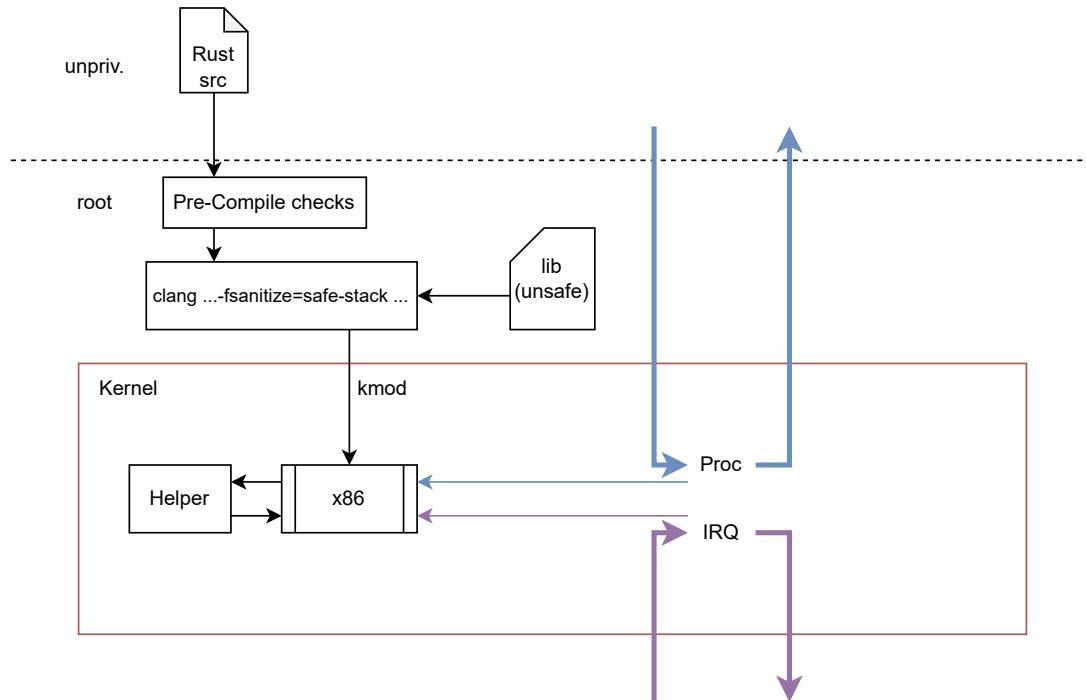 Rust
src
unpriv.
root
Pre-Compile checks
lib
(unsafe)
clang ...-fsanitize=safe-stack ...
Kernel
kmod
Proc
Helper
x86
IRQ